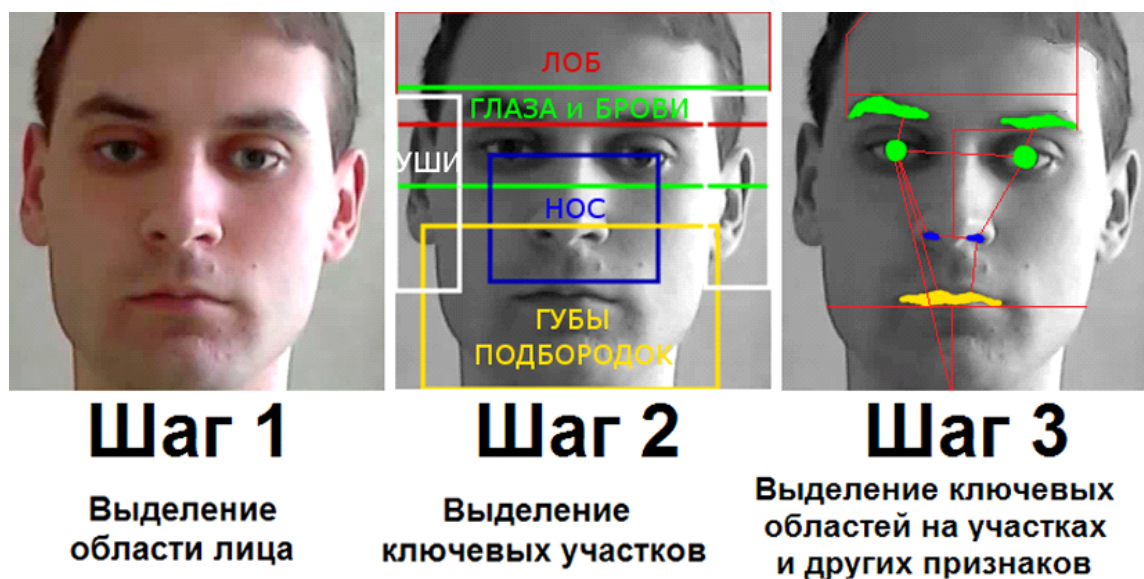 ЛОБ
ГЛАЗА и БРОВИ
УШИ
НОС
ГУБЫ
ПОДБОРОДОК
Шаг 1
Шаг 2
Шаг 3
Выделение
области лица
Выделение
ключевых участков
Выделение ключевых
областей на участках
и других признаков